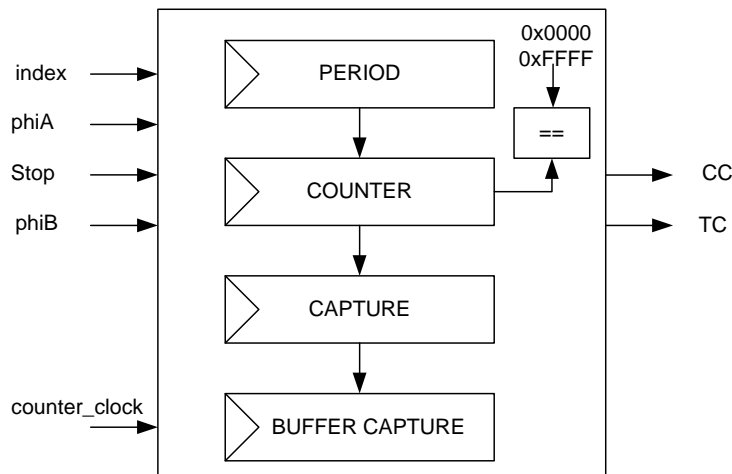 0x0000
0xFFFF
index
PERIOD
phiA
==
Stop
COUNTER
CC
phiB
TC
CAPTURE
counter_clock
BUFFER CAPTURE